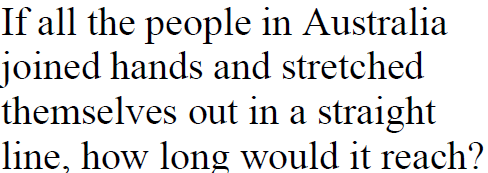 If all the people in Australia
joined hands and stretched
themselves out in a straight
line, how long would it reach?